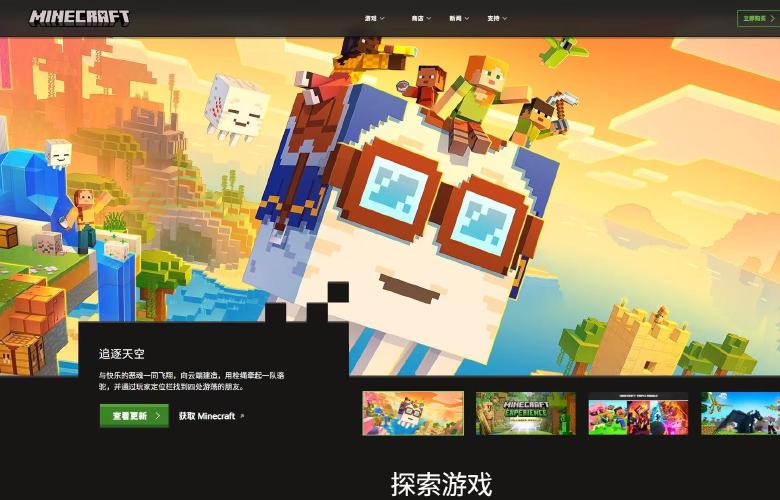 MINECRAFT
游戏 商店 新闻 支持 立即购买
追逐天空
与快乐的恶魂一同飞翔，向云端建造，用栓绳牵起一队骆
驼，并通过玩家定位栏找到四处游荡的朋友。
查看更新 获取 Minecraft
MINECRAFT
EXPERIENCE
探索游戏